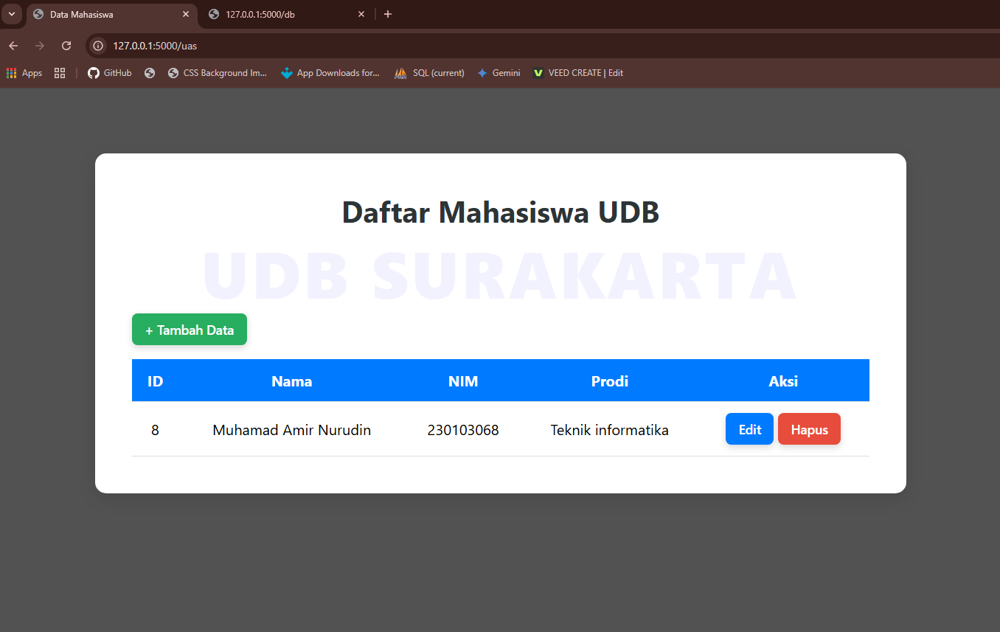 Data Mahasiswa
127.0.0.1:5000/db
127.0.0.1:5000/uas
Apps GitHub CSS Background Im... App Downloads for... SQL (current) Gemini VEED CREATE | Edit
Daftar Mahasiswa UDB
UDB SURAKARTA
+ Tambah Data
ID Nama NIM Prodi Aksi
8 Muhamad Amir Nurudin 230103068 Teknik informatika Edit Hapus